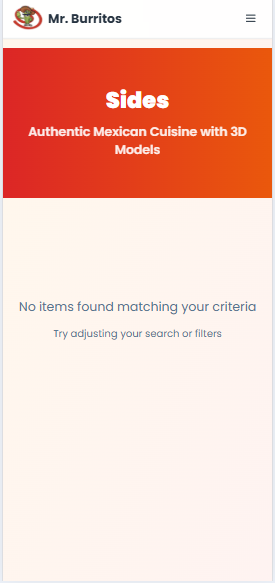 Mr. Burritos
Sides
Authentic Mexican Cuisine with 3D
Models
No items found matching your criteria
Try adjusting your search or filters